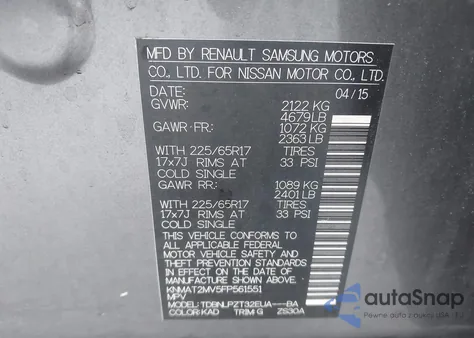 MFD BY RENAULT SAMSUNG MOTORS
CO., LTD. FOR NISSAN MOTOR CO., LTD.
DATE: 04/15
GVWR: 2122 KG
4679LB
GAWR FR: 1072 KG
2363 LB
WITH 225/65R17 TIRES
17x7J RIMS AT 33 PSI
COLD SINGLE
GAWR RR: 1089 KG
2401 LB
WITH 225/65R17 TIRES
17x7J RIMS AT 33 PSI
COLD SINGLE
THIS VEHICLE CONFORMS TO
ALL APPLICABLE FEDERAL
MOTOR VEHICLE SAFETY AND
THEFT PREVENTION STANDARDS
IN EFFECT ON THE DATE OF
MANUFACTURE SHOWN ABOVE.
KNMAT2MV5FP561551
MPV
MODEL: TDBNLPZT32EUA---BA
COLOR: KAD TRIM: G ZS30A
AutoSnap
Powered by AutoAstat